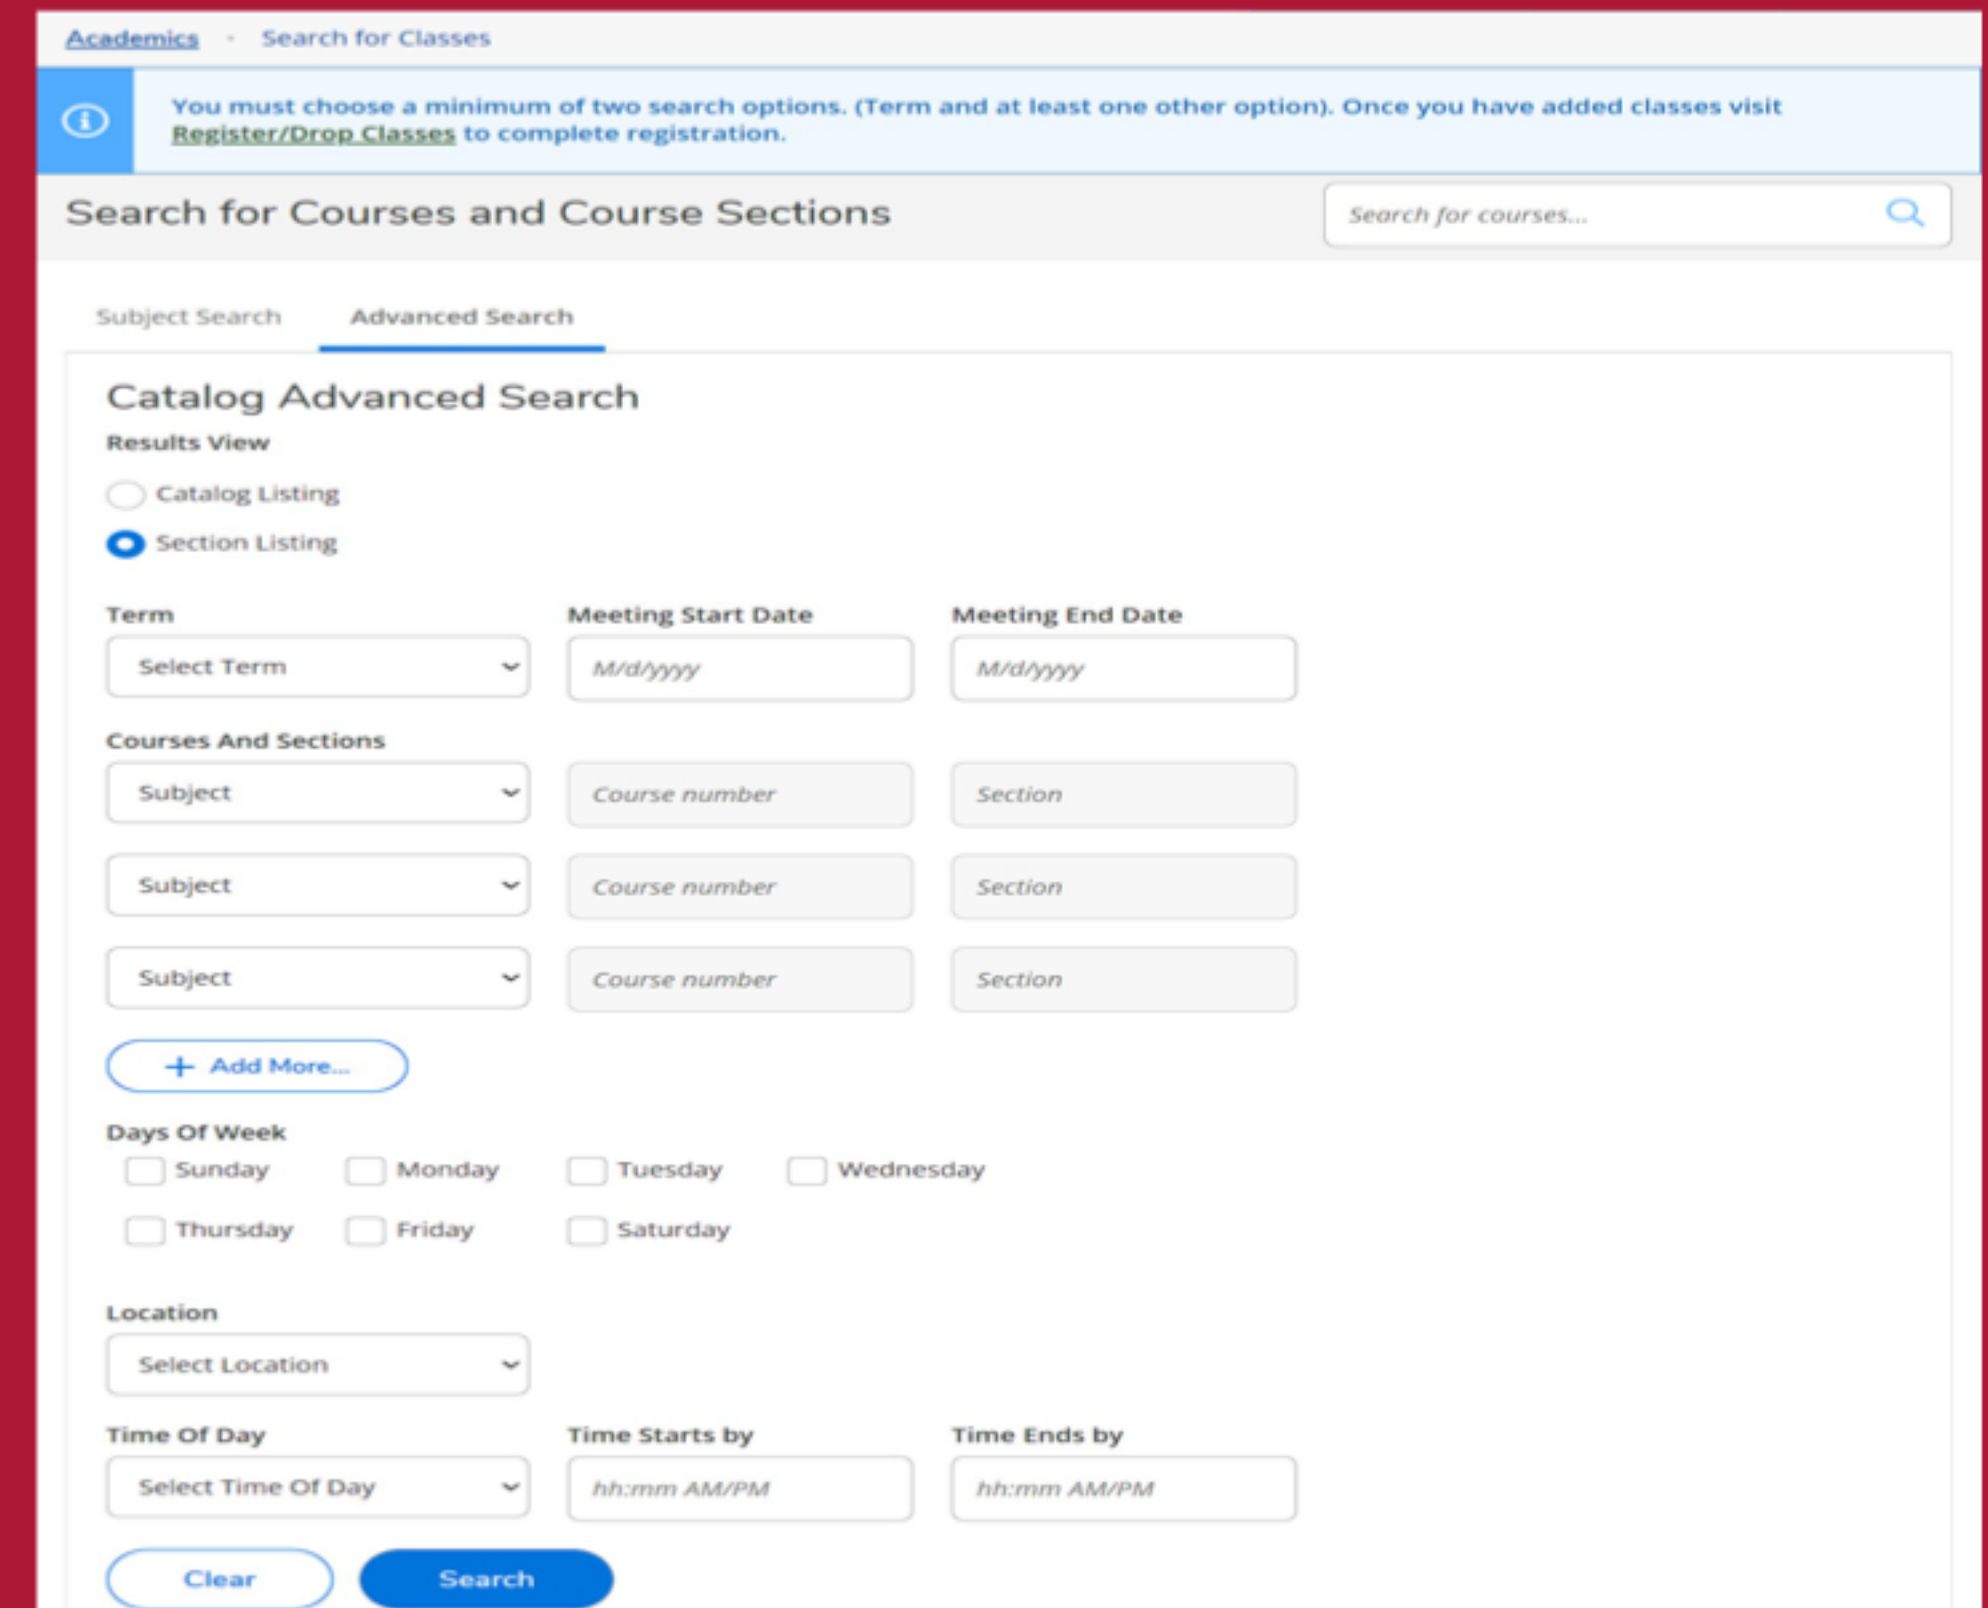 Academics · Search for Classes
You must choose a minimum of two search options. (Term and at least one other option). Once you have added classes visit
Register/Drop Classes to complete registration.
Search for Courses and Course Sections
Search for courses...
Subject Search Advanced Search
Catalog Advanced Search
Results View
Catalog Listing
Section Listing
Term Meeting Start Date Meeting End Date
Select Term M/d/yyyy M/d/yyyy
Courses And Sections
Subject Course number Section
Subject Course number Section
Subject Course number Section
+ Add More...
Days Of Week
Sunday Monday Tuesday Wednesday
Thursday Friday Saturday
Location
Select Location
Time Of Day Time Starts by Time Ends by
Select Time Of Day hh:mm AM/PM hh:mm AM/PM
Clear Search